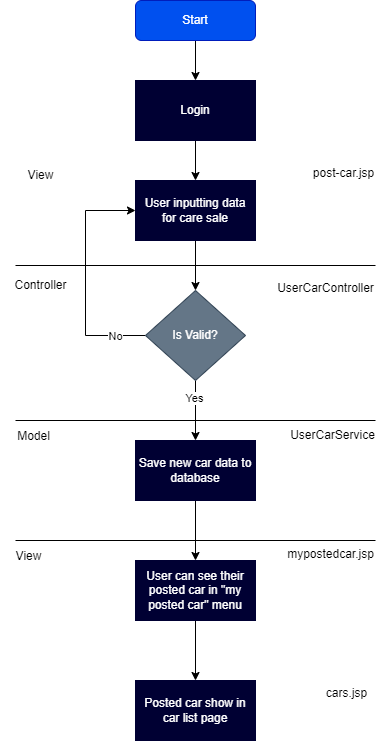 Start
Login
View
post-car.jsp
User inputting data
for care sale
Controller
UserCarController
Is Valid?
No
Yes
Model
UserCarService
Save new car data to
database
View
mypostedcar.jsp
User can see their
posted car in "my
posted car" menu
cars.jsp
Posted car show in
car list page